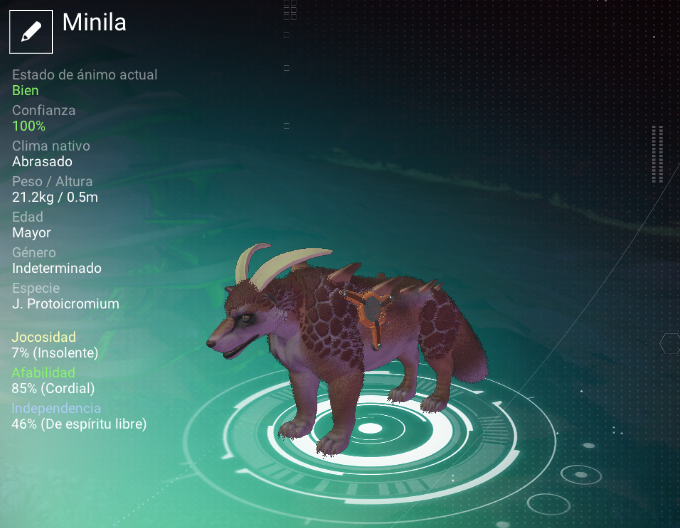 Minila
Estado de ánimo actual
Bien
Confianza
100%
Clima nativo
Abrasado
Peso / Altura
21.2kg / 0.5m
Edad
Mayor
Género
Indeterminado
Especie
J. Protoicromium
Jocosidad
7% (Insolente)
Afabilidad
85% (Cordial)
Independencia
46% (De espíritu libre)